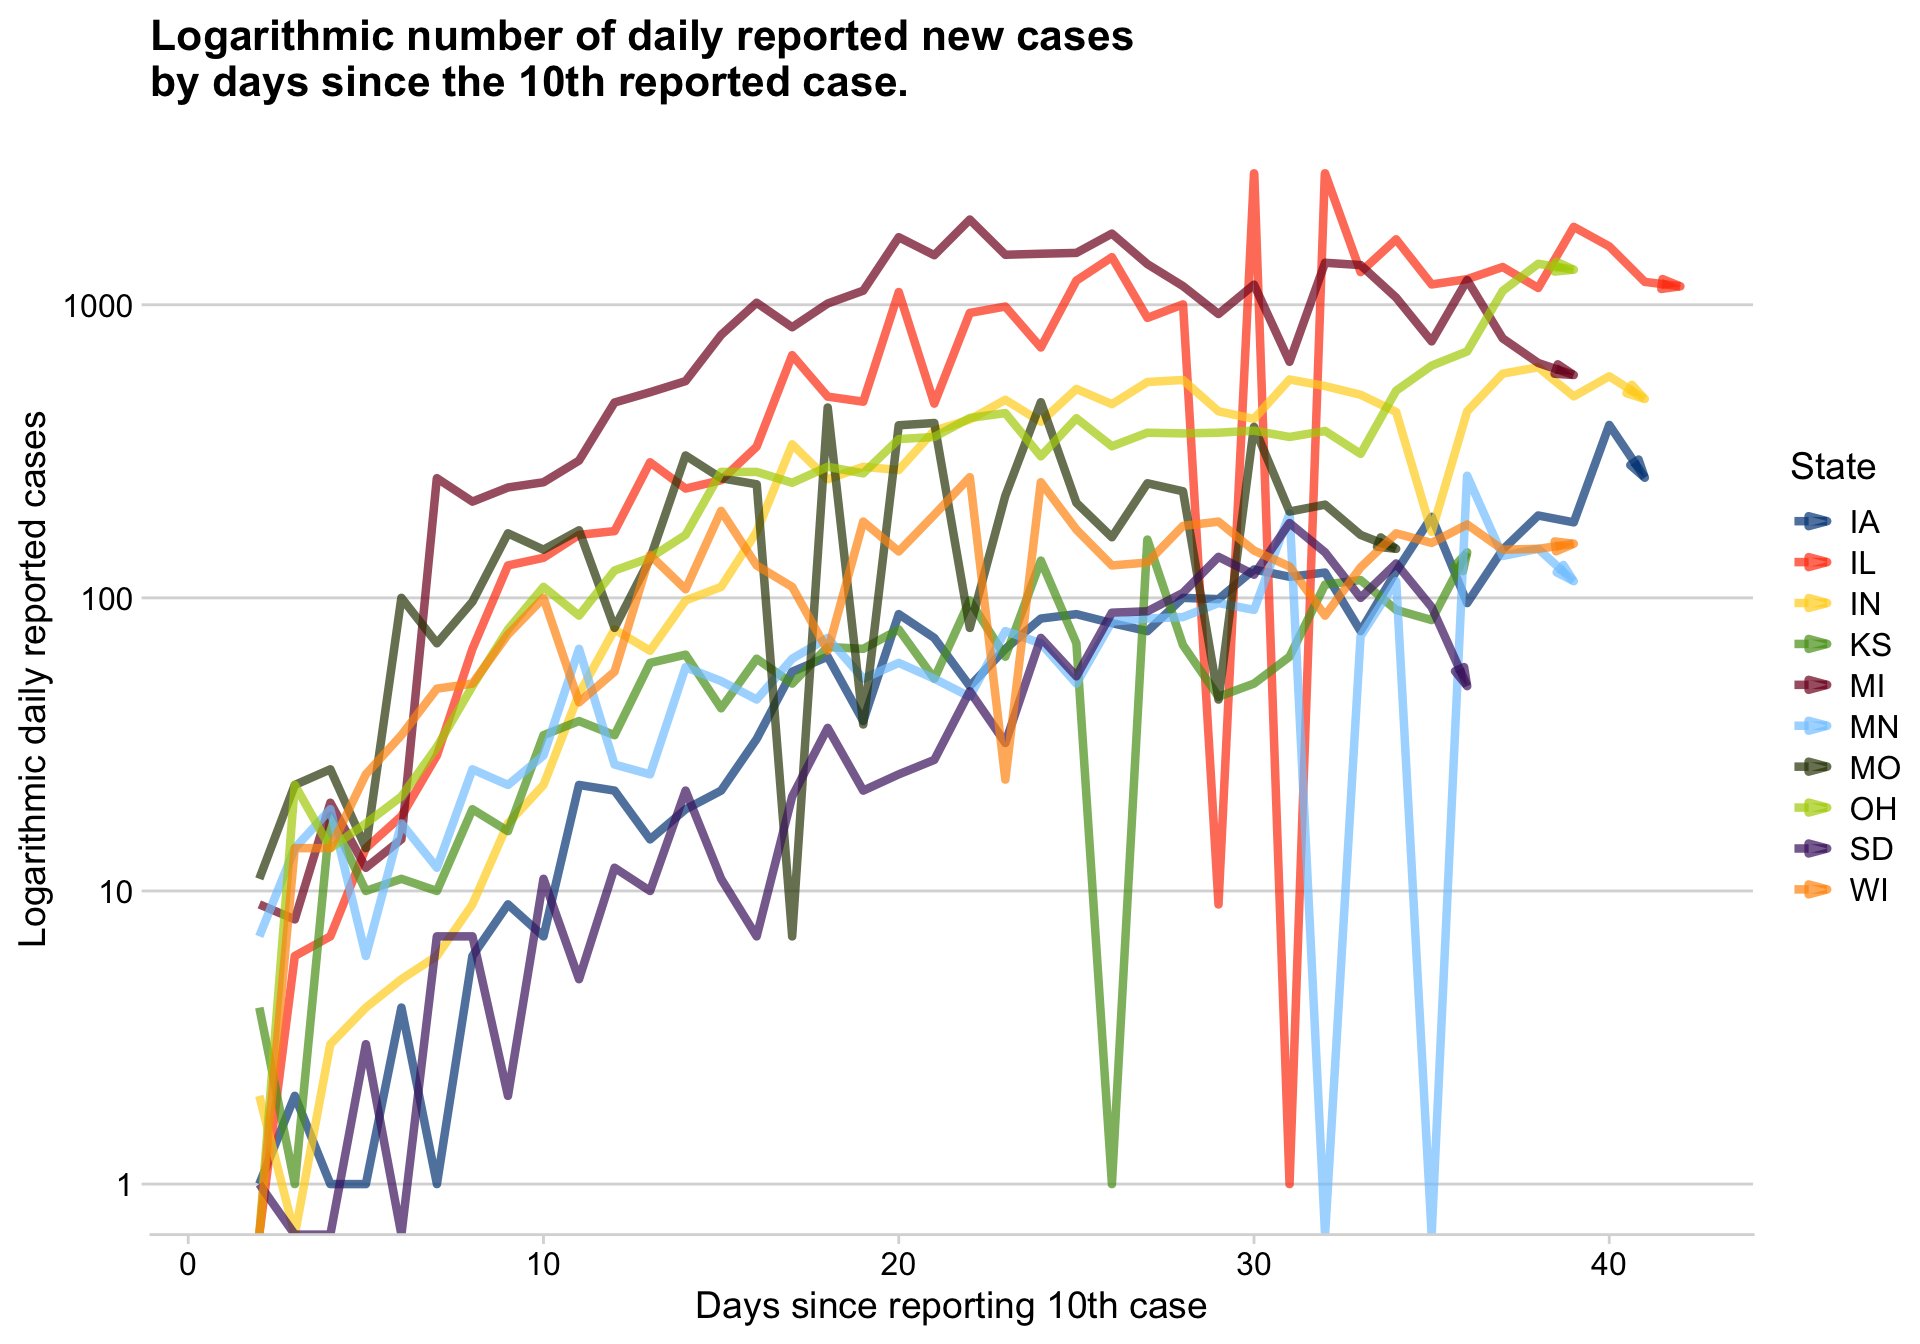 Logarithmic number of daily reported new cases
by days since the 10th reported case.
Logarithmic daily reported cases
1000
100
10
1
0
10
20
30
40
Days since reporting 10th case
State
IA
IL
IN
KS
MI
MN
MO
OH
SD
WI